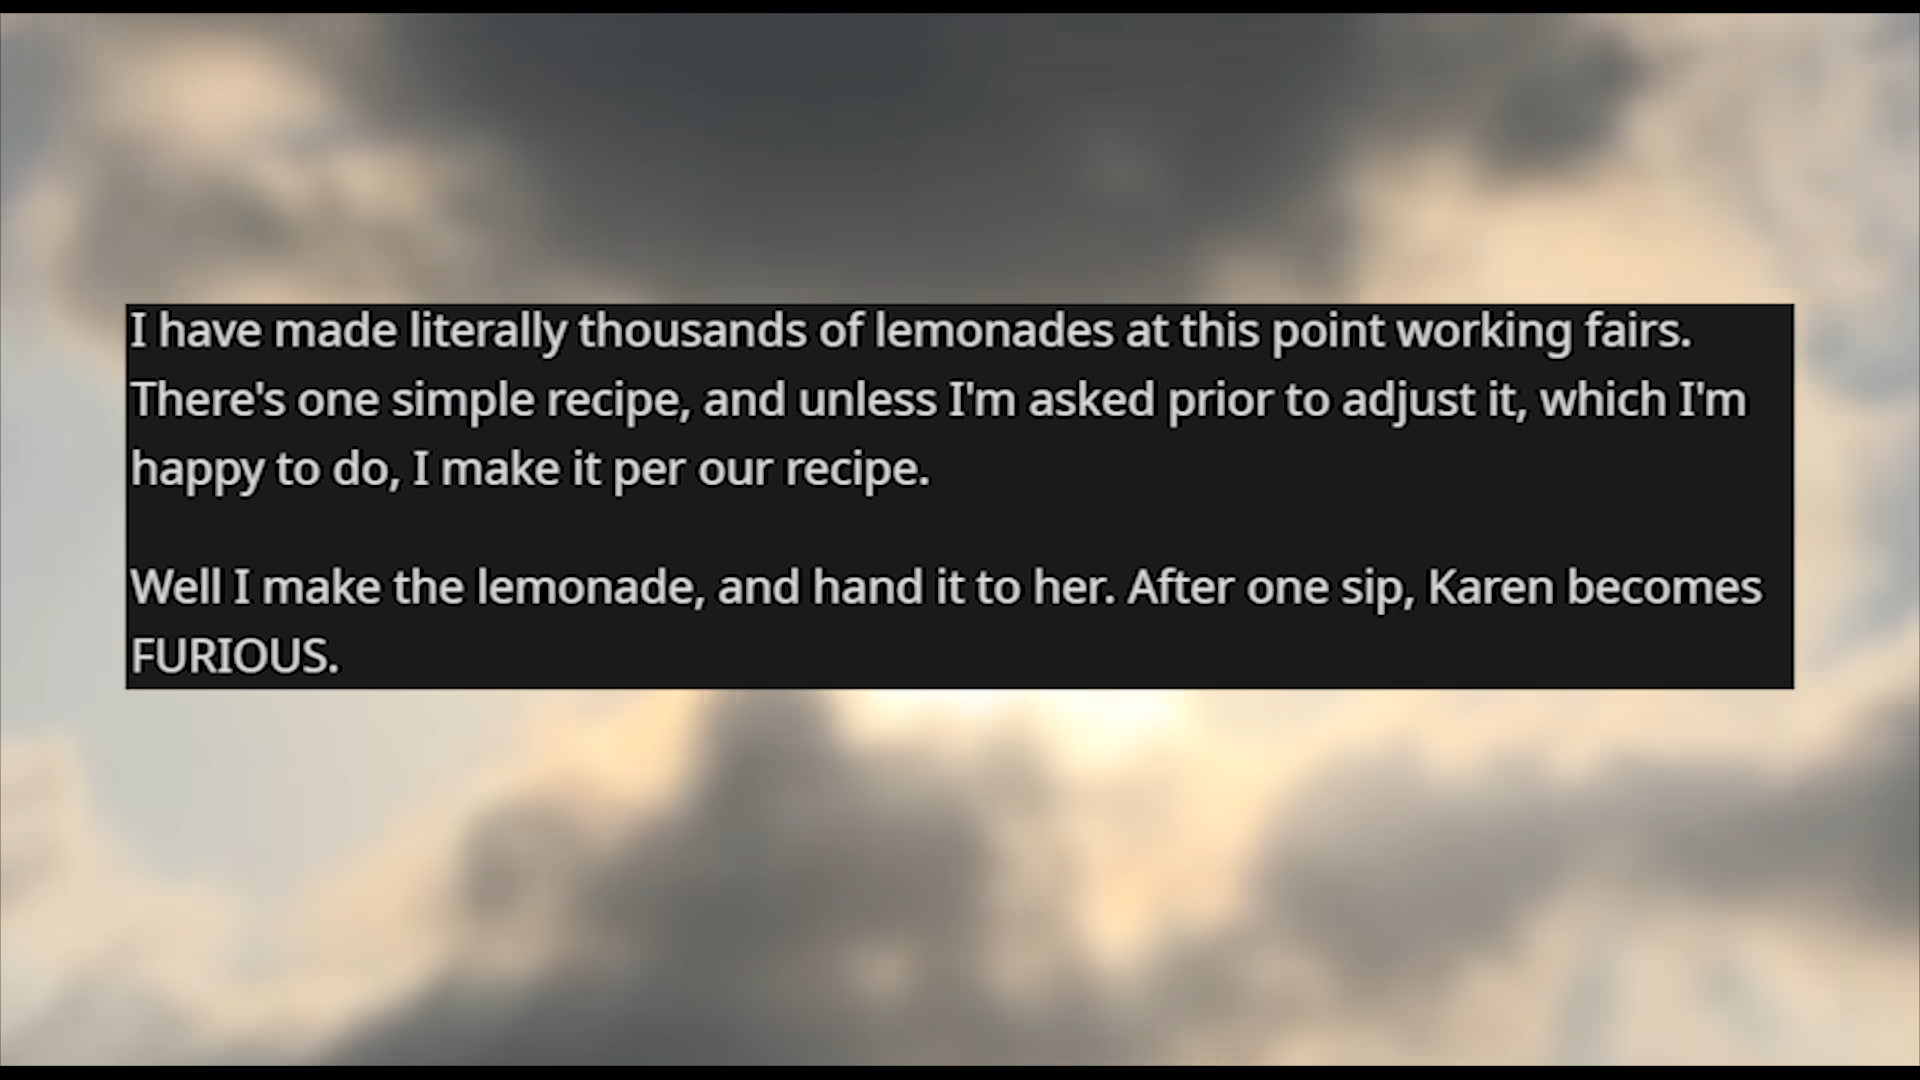 I have made literally thousands of lemonades at this point working fairs.
There's one simple recipe, and unless I'm asked prior to adjust it, which I'm
happy to do, I make it per our recipe.
Well I make the lemonade, and hand it to her. After one sip, Karen becomes
FURIOUS.